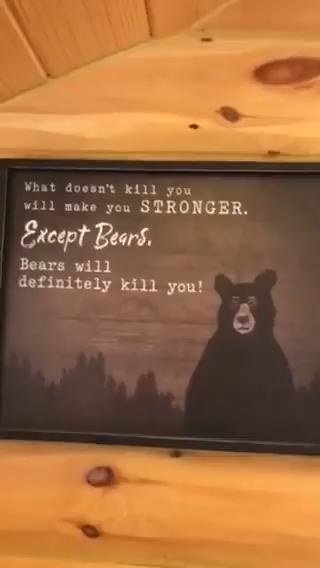 What doesn't kill you
will make you STRONGER.
Except Bears.
Bears will
definitely kill you!